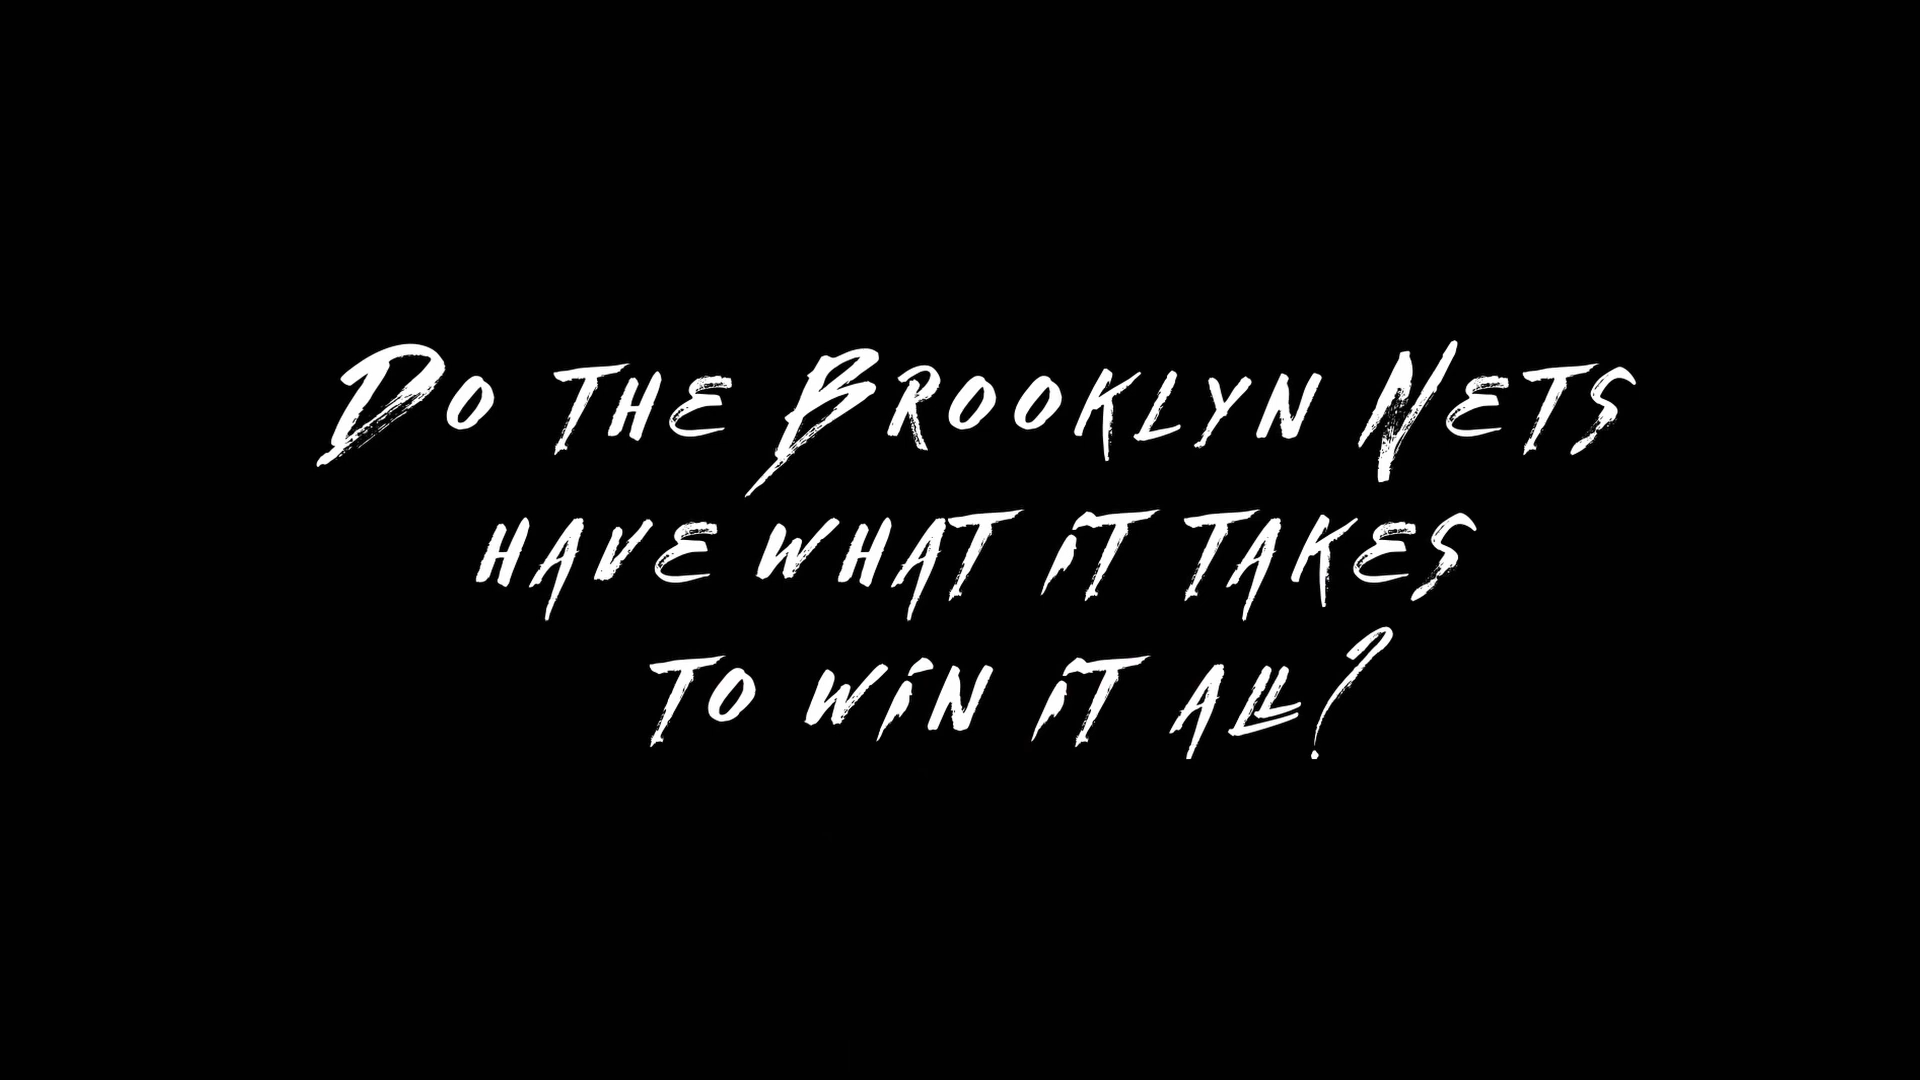 Do the Brooklyn Nets
have what it takes
to win it all?